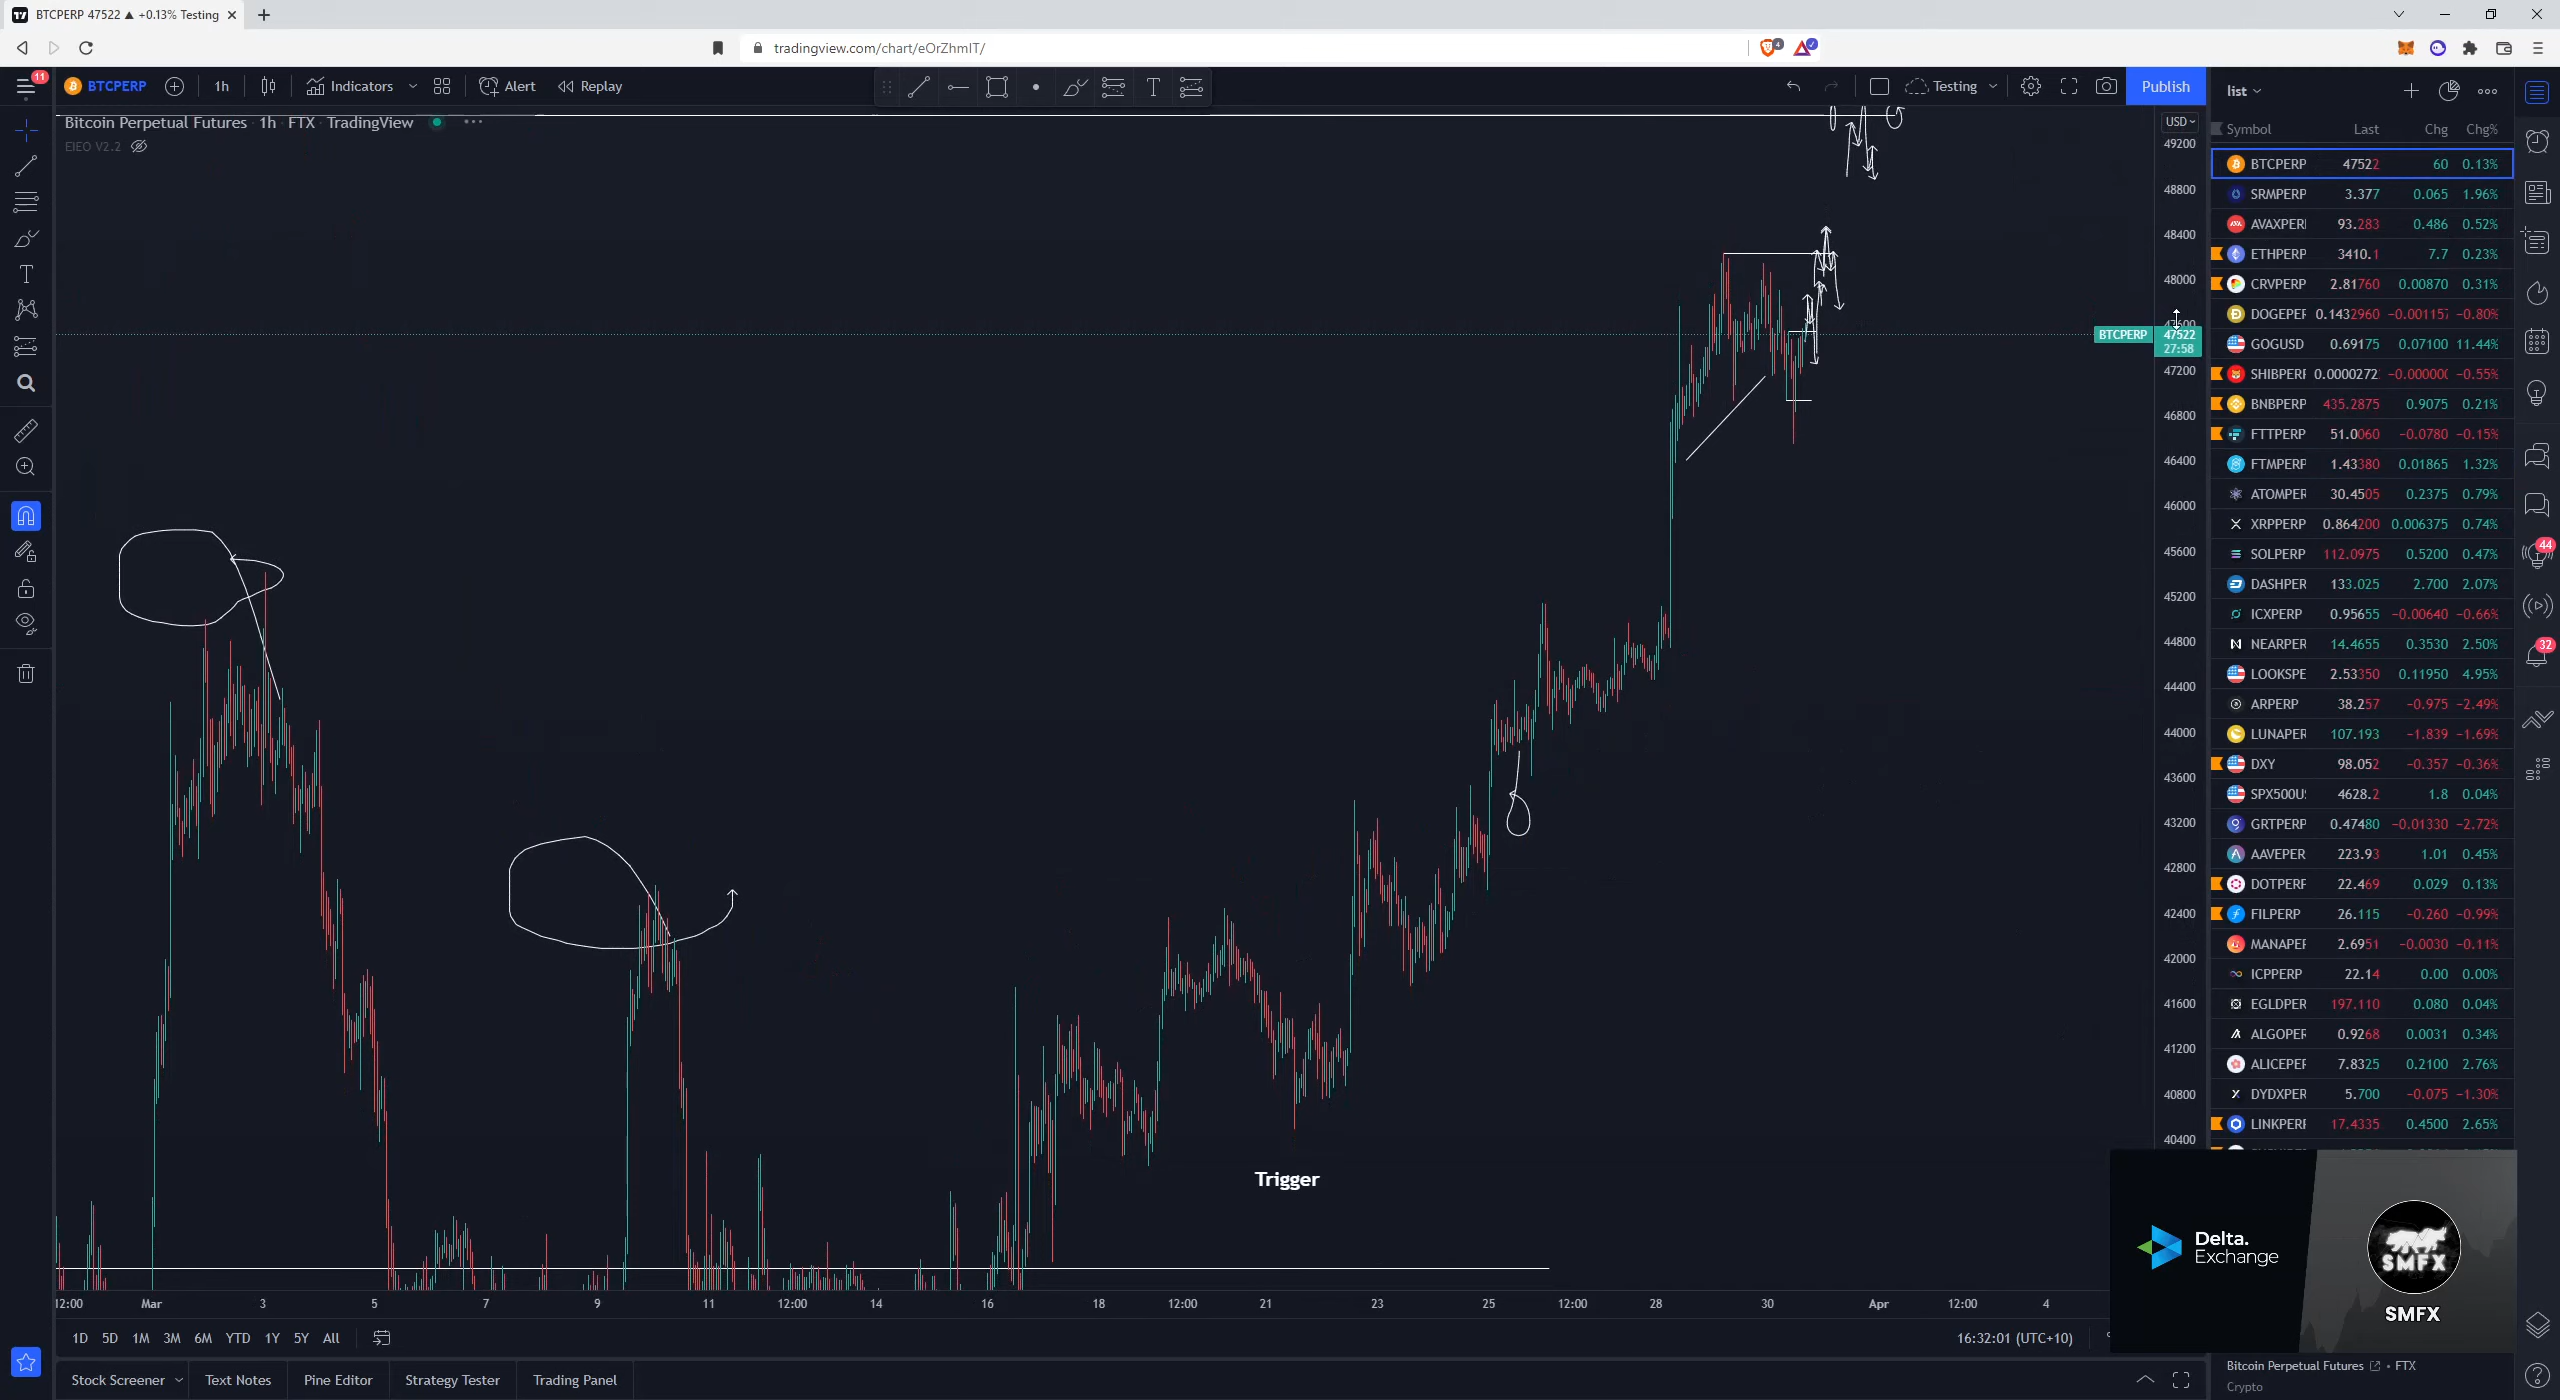 BTCPERP 47522 ▲ +0.13% Testing
tradingview.com/chart/eOrZhmIT/
11
BTCPERP
1h
Indicators
Alert
Replay
Testing
Publish
list
Bitcoin Perpetual Futures · 1h · FTX · TradingView
EIEO V2.2
USD
49200
48800
48400
48000
47200
46800
46400
46000
45600
45200
44800
44400
44000
43600
43200
42800
42400
42000
41600
41200
40800
40400
BTCPERP 47522
27:58
Symbol Last Chg Chg%
BTCPERP 47522 60 0.13%
SRMPERP 3.377 0.065 1.96%
AVAXPERI 93.283 0.486 0.52%
ETHPERP 3410.1 7.7 0.23%
CRVPERP 2.81760 0.00870 0.31%
DOGEPER 0.1432960 -0.001157 -0.80%
GOGUSD 0.69175 0.07100 11.44%
SHIBPERF 0.0000272 -0.000000 -0.55%
BNBPERP 435.2875 0.9075 0.21%
FTTPERP 51.0060 -0.0780 -0.15%
FTMPERP 1.43380 0.01865 1.32%
ATOMPER 30.4505 0.2375 0.79%
XRPPERP 0.864200 0.006375 0.74%
SOLPERP 112.0975 0.5200 0.47%
DASHPER 133.025 2.700 2.07%
ICXPERP 0.95655 -0.00640 -0.66%
NEARPER 14.4655 0.3530 2.50%
LOOKSPE 2.53350 0.11950 4.95%
ARPERP 38.257 -0.975 -2.49%
LUNAPER 107.193 -1.839 -1.69%
DXY 98.052 -0.357 -0.36%
SPX500U 4628.2 1.8 0.04%
GRTPERP 0.47480 -0.01330 -2.72%
AAVEPER 223.93 1.01 0.45%
DOTPERF 22.469 0.029 0.13%
FILPERP 26.115 -0.260 -0.99%
MANAPER 2.6951 -0.0030 -0.11%
ICPPERP 22.14 0.00 0.00%
EGLDPER 197.110 0.080 0.04%
ALGOPER 0.9268 0.0031 0.34%
ALICEPER 7.8325 0.2100 2.76%
DYDXPER 5.700 -0.075 -1.30%
LINKPERI 17.4335 0.4500 2.65%
44
32
Trigger
Delta.
Exchange
SMFX
SMFX
12:00 Mar 3 5 7 9 11 12:00 14 16 18 12:00 21 23 25 12:00 28 30 Apr 12:00 4
1D 5D 1M 3M 6M YTD 1Y 5Y All
16:32:01 (UTC+10)
Stock Screener Text Notes Pine Editor Strategy Tester Trading Panel
Bitcoin Perpetual Futures • FTX
Crypto